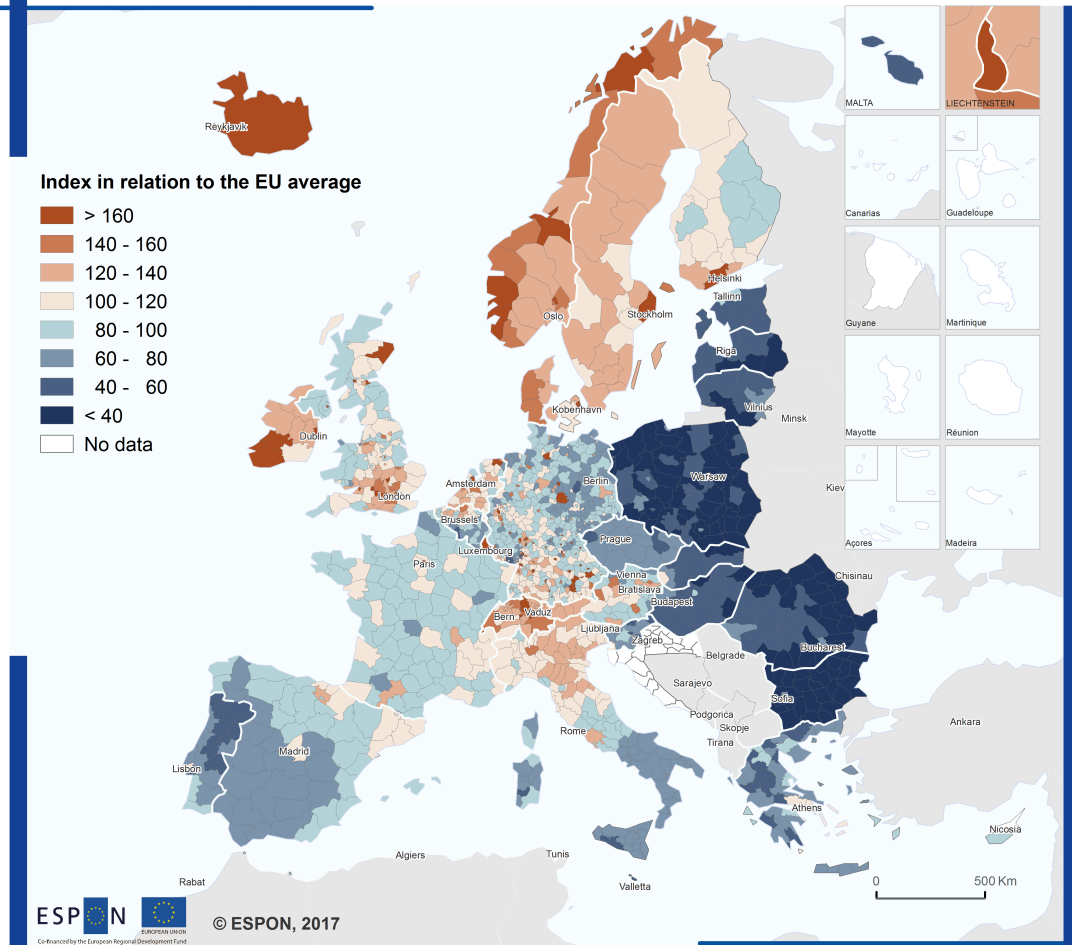 MALTA
LIECHTENSTEIN
Reykjavík
Canarias
Guadeloupe
Index in relation to the EU average
> 160
140 - 160
120 - 140
100 - 120
80 - 100
60 - 80
40 - 60
< 40
No data
Guyane
Martinique
Helsinki
Tallinn
Oslo
Stockholm
Riga
Mayotte
Réunion
København
Vilnius
Minsk
Dublin
Amsterdam
Berlin
Warsaw
Kiev
London
Brussels
Açores
Madeira
Prague
Luxembourg
Paris
Vienna
Chisinau
Bratislava
Budapest
Bern
Vaduz
Ljubljana
Zagreb
Bucharest
Belgrade
Sarajevo
Sofia
Podgorica
Skopje
Ankara
Rome
Tirana
Madrid
Lisbon
Athens
Nicosia
Algiers
Tunis
Rabat
Valletta
0 500 Km
ESPON
EUROPEAN UNION
© ESPON, 2017
Co-financed by the European Regional Development Fund